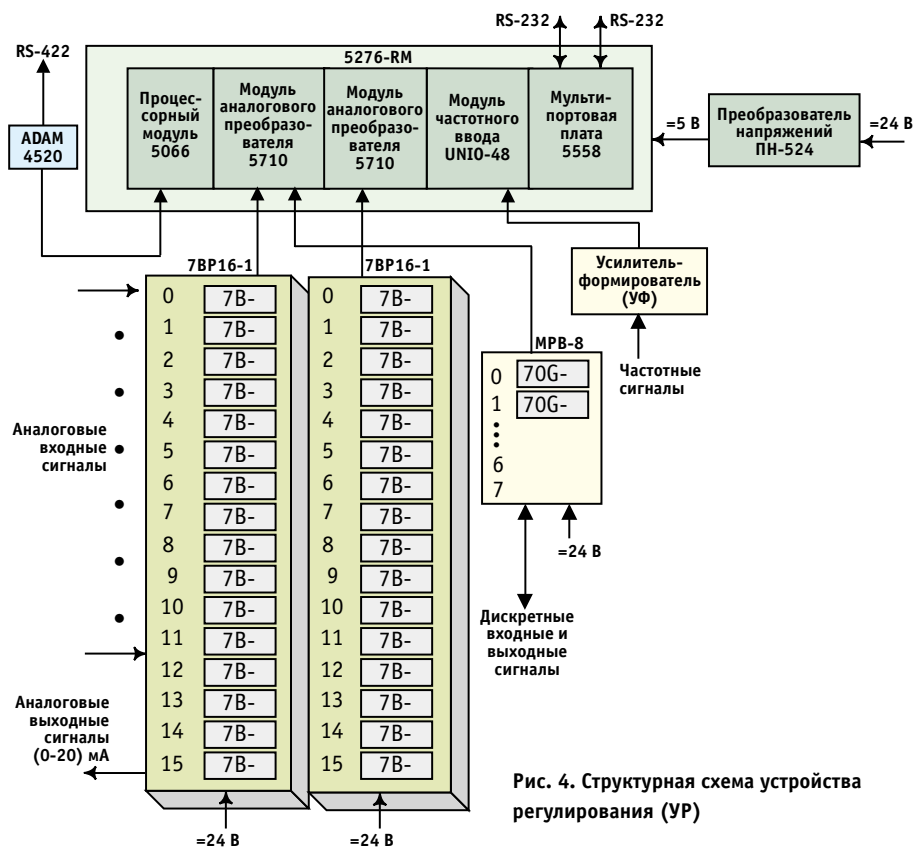 RS-232
RS-232
RS-422
5276-RM
Процес-
сорный
модуль
5066
Модуль
аналогового
преобразо-
вателя
5710
Модуль
аналогового
преобразо-
вателя
5710
Модуль
частотного
ввода
UNIO-48
Мульти-
портовая
плата
5558
ADAM
4520
=5 В
Преобразователь
напряжений
ПН-524
=24 В
7BP16-1
7BP16-1
Усилитель-
формирователь
(УФ)
Частотные
сигналы
0 7B-
1 7B-
2 7B-
3 7B-
4 7B-
5 7B-
6 7B-
7 7B-
8 7B-
9 7B-
10 7B-
11 7B-
12 7B-
13 7B-
14 7B-
15 7B-
0 7B-
1 7B-
2 7B-
3 7B-
4 7B-
5 7B-
6 7B-
7 7B-
8 7B-
9 7B-
10 7B-
11 7B-
12 7B-
13 7B-
14 7B-
15 7B-
MPB-8
0 70G-
1 70G-
6
7
=24 В
Аналоговые
входные
сигналы
Дискретные
входные и
выходные
сигналы
Аналоговые
выходные
сигналы
(0-20) мА
=24 В
=24 В
Рис. 4. Структурная схема устройства
регулирования (УР)